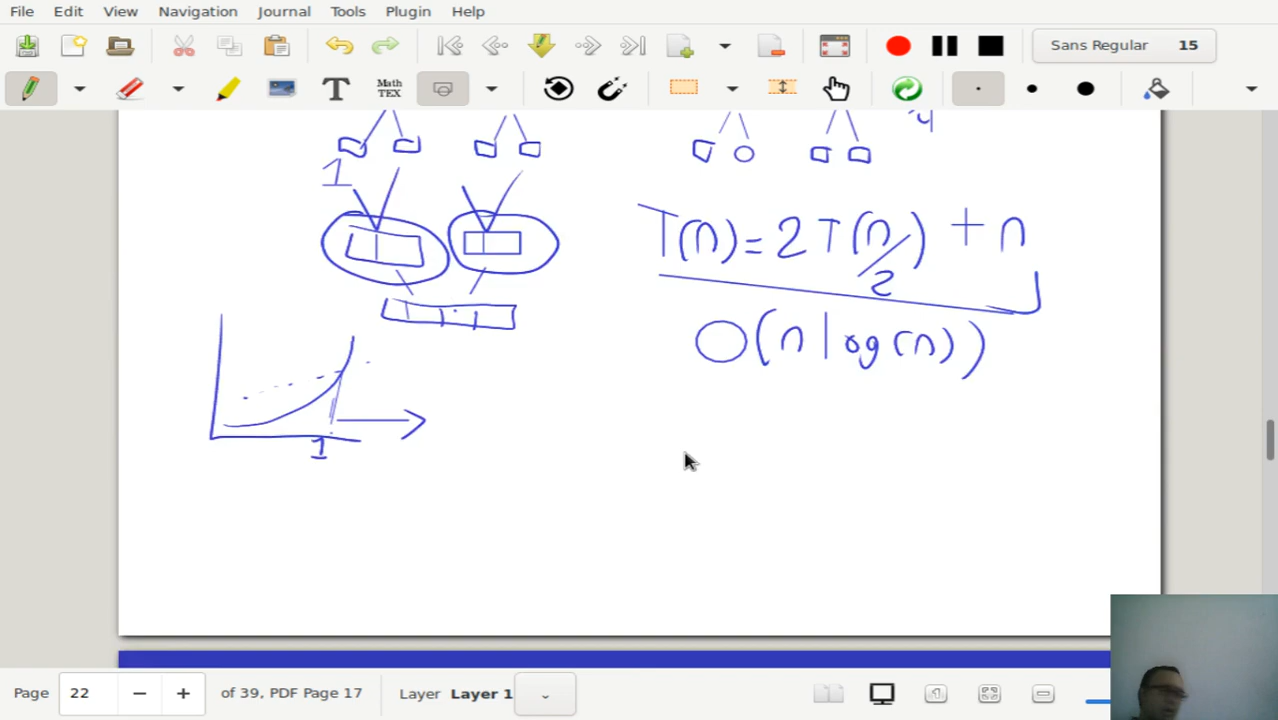 File Edit View Navigation Journal Tools Plugin Help
Sans Regular 15
T Math TEX
4
1
T(n) = 2T(n/2) + n
O(n log(n))
1
Page 22 of 39, PDF Page 17 Layer Layer 1